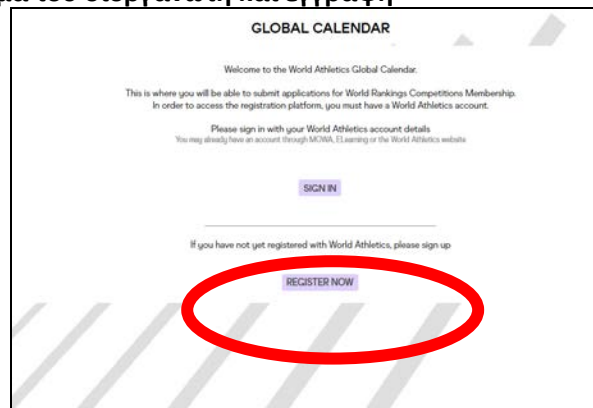 του διοργανωτή και εγγραφή
GLOBAL CALENDAR
Welcome to the World Athletics Global Calendar.
This is where you will be able to submit applications for World Rankings Competitions Membership.
In order to access the registration platform, you must have a World Athletics account.
Please sign in with your World Athletics account details
You may already have an account through MOWA, ELearning or the World Athletics website
SIGN IN
If you have not yet registered with World Athletics, please sign up
REGISTER NOW